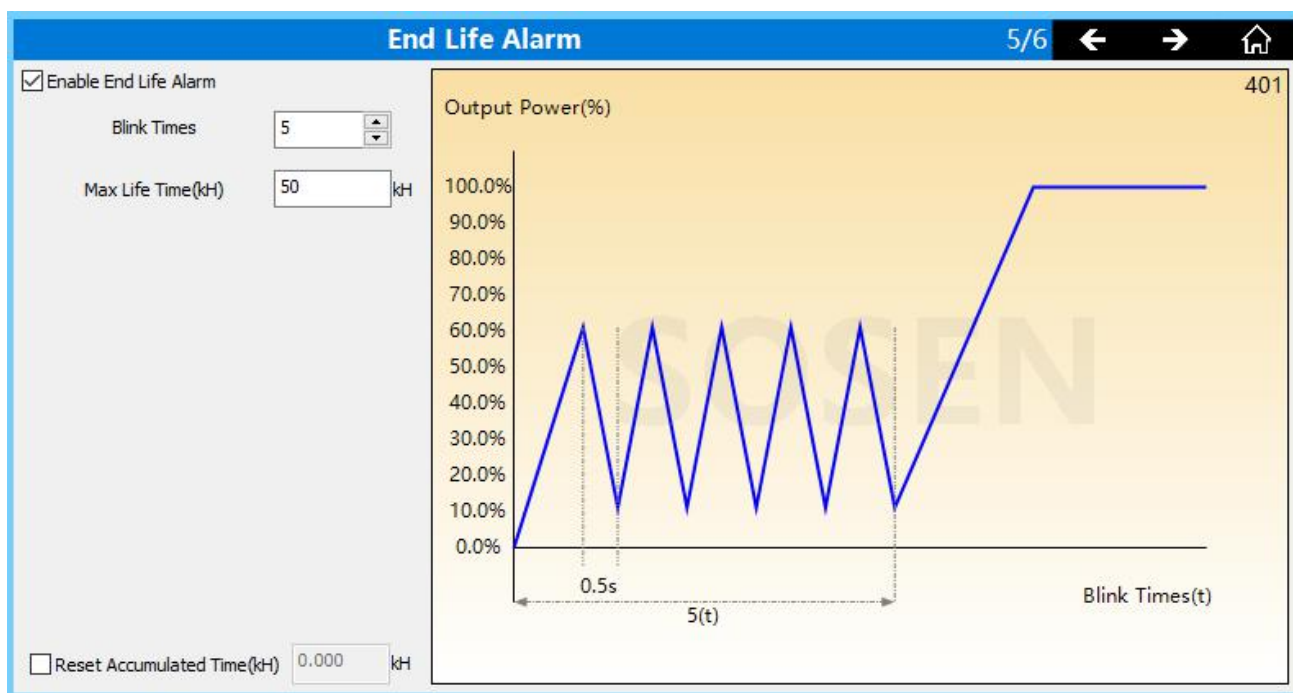 End Life Alarm 5/6
Enable End Life Alarm
Blink Times 5
Max Life Time(kH) 50 kH
Reset Accumulated Time(kH) 0.000 kH
401
Output Power(%)
100.0%
90.0%
80.0%
70.0%
60.0%
50.0%
40.0%
30.0%
20.0%
10.0%
0.0%
SOSEN
0.5s
5(t)
Blink Times(t)